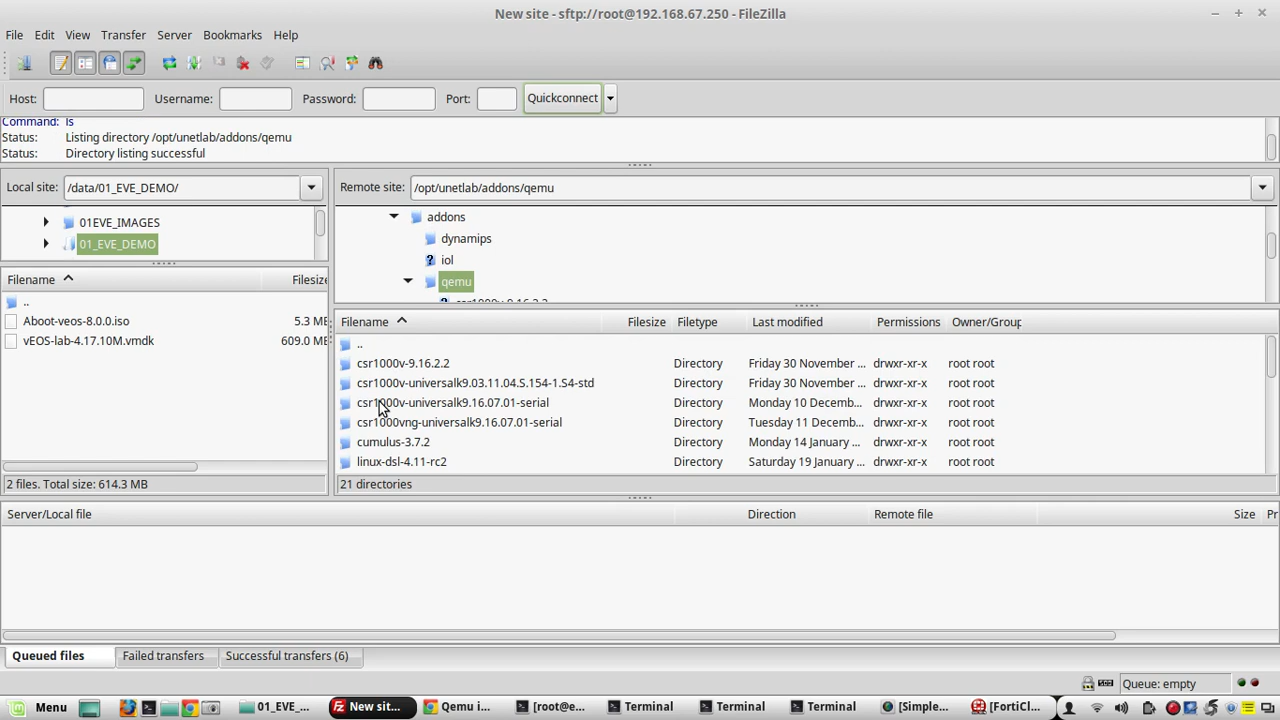 New site - sftp://root@192.168.67.250 - FileZilla
File Edit View Transfer Server Bookmarks Help
Host: Username: Password: Port: Quickconnect
Command: ls
Status: Listing directory /opt/unetlab/addons/qemu
Status: Directory listing successful
Local site: /data/01_EVE_DEMO/
Remote site: /opt/unetlab/addons/qemu
01EVE_IMAGES
01_EVE_DEMO
addons
dynamips
iol
qemu
csr1000v-9.16.2.2
Filename Filesize
..
Aboot-veos-8.0.0.iso 5.3 MB
vEOS-lab-4.17.10M.vmdk 609.0 MB
2 files. Total size: 614.3 MB
Filename Filesize Filetype Last modified Permissions Owner/Group
..
csr1000v-9.16.2.2 Directory Friday 30 November ... drwxr-xr-x root root
csr1000v-universalk9.03.11.04.S.154-1.S4-std Directory Friday 30 November ... drwxr-xr-x root root
csr1000v-universalk9.16.07.01-serial Directory Monday 10 Decemb... drwxr-xr-x root root
csr1000vng-universalk9.16.07.01-serial Directory Tuesday 11 Decemb... drwxr-xr-x root root
cumulus-3.7.2 Directory Monday 14 January ... drwxr-xr-x root root
linux-dsl-4.11-rc2 Directory Saturday 19 January ... drwxr-xr-x root root
21 directories
Server/Local file Direction Remote file Size Pr
Queued files Failed transfers Successful transfers (6)
Queue: empty
Menu 01_EVE_... New sit... Qemu i... [root@e... Terminal Terminal Terminal [Simple... [FortiCl...